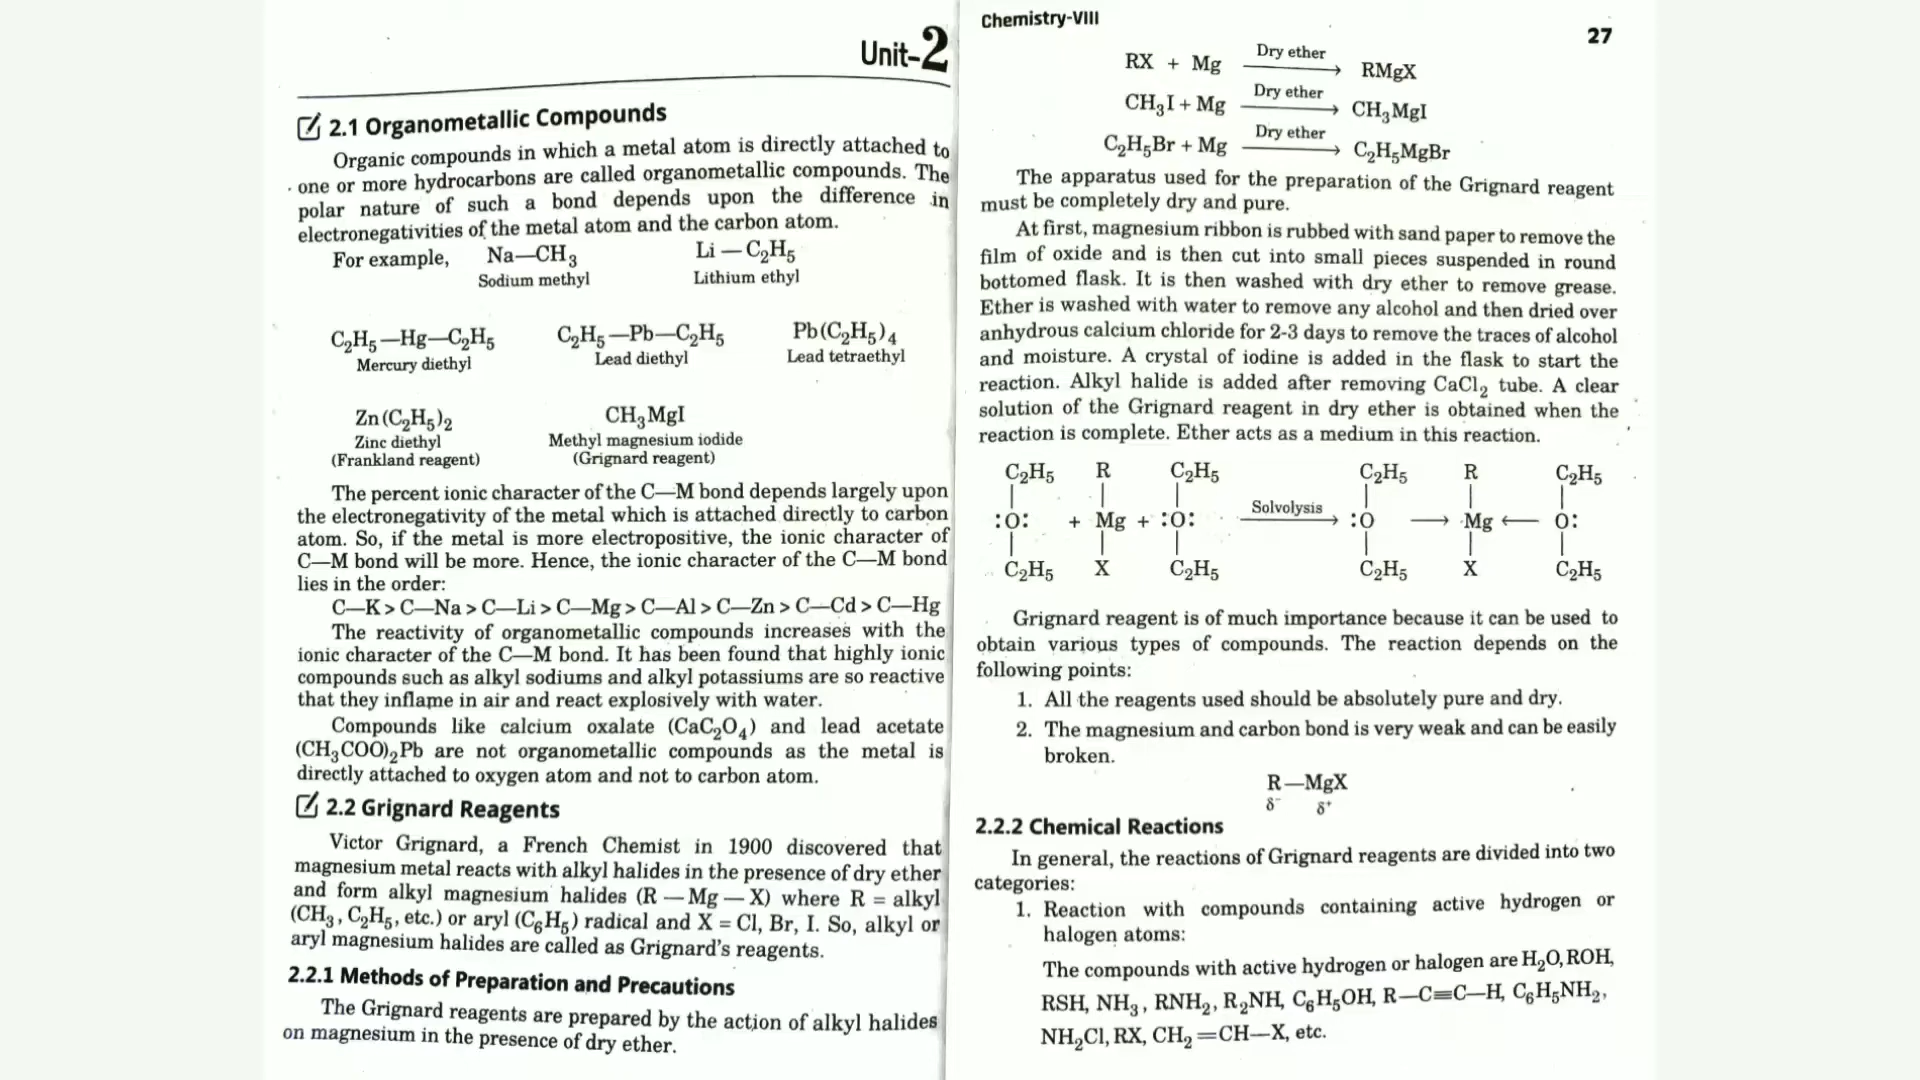 Unit-2
2.1 Organometallic Compounds
Organic compounds in which a metal atom is directly attached to
one or more hydrocarbons are called organometallic compounds. The
polar nature of such a bond depends upon the difference in
electronegativities of the metal atom and the carbon atom.
For example, Na—CH₃ Li—C₂H₅
Sodium methyl Lithium ethyl
C₂H₅—Hg—C₂H₅ C₂H₅—Pb—C₂H₅ Pb(C₂H₅)₄
Mercury diethyl Lead diethyl Lead tetraethyl
Zn(C₂H₅)₂ CH₃MgI
Zinc diethyl Methyl magnesium iodide
(Frankland reagent) (Grignard reagent)
The percent ionic character of the C—M bond depends largely upon
the electronegativity of the metal which is attached directly to carbon
atom. So, if the metal is more electropositive, the ionic character of
C—M bond will be more. Hence, the ionic character of the C—M bond
lies in the order:
C—K > C—Na > C—Li > C—Mg > C—Al > C—Zn > C—Cd > C—Hg
The reactivity of organometallic compounds increases with the
ionic character of the C—M bond. It has been found that highly ionic
compounds such as alkyl sodiums and alkyl potassiums are so reactive
that they inflame in air and react explosively with water.
Compounds like calcium oxalate (CaC₂O₄) and lead acetate
(CH₃COO)₂Pb are not organometallic compounds as the metal is
directly attached to oxygen atom and not to carbon atom.
2.2 Grignard Reagents
Victor Grignard, a French Chemist in 1900 discovered that
magnesium metal reacts with alkyl halides in the presence of dry ether
and form alkyl magnesium halides (R — Mg — X) where R = alkyl
(CH₃, C₂H₅, etc.) or aryl (C₆H₅) radical and X = Cl, Br, I. So, alkyl or
aryl magnesium halides are called as Grignard's reagents.
2.2.1 Methods of Preparation and Precautions
The Grignard reagents are prepared by the action of alkyl halides
on magnesium in the presence of dry ether.
Chemistry-VIII 27
RX + Mg Dry ether → RMgX
CH₃I + Mg Dry ether → CH₃MgI
C₂H₅Br + Mg Dry ether → C₂H₅MgBr
The apparatus used for the preparation of the Grignard reagent
must be completely dry and pure.
At first, magnesium ribbon is rubbed with sand paper to remove the
film of oxide and is then cut into small pieces suspended in round
bottomed flask. It is then washed with dry ether to remove grease.
Ether is washed with water to remove any alcohol and then dried over
anhydrous calcium chloride for 2-3 days to remove the traces of alcohol
and moisture. A crystal of iodine is added in the flask to start the
reaction. Alkyl halide is added after removing CaCl₂ tube. A clear
solution of the Grignard reagent in dry ether is obtained when the
reaction is complete. Ether acts as a medium in this reaction.
C₂H₅ R C₂H₅ C₂H₅ R C₂H₅
:O: + Mg + :O: Solvolysis → :O → Mg ← O:
C₂H₅ X C₂H₅ C₂H₅ X C₂H₅
Grignard reagent is of much importance because it can be used to
obtain various types of compounds. The reaction depends on the
following points:
1. All the reagents used should be absolutely pure and dry.
2. The magnesium and carbon bond is very weak and can be easily
broken.
R—MgX
δ⁻ δ⁺
2.2.2 Chemical Reactions
In general, the reactions of Grignard reagents are divided into two
categories:
1. Reaction with compounds containing active hydrogen or
halogen atoms:
The compounds with active hydrogen or halogen are H₂O, ROH,
RSH, NH₃, RNH₂, R₂NH, C₆H₅OH, R—C≡C—H, C₆H₅NH₂,
NH₂Cl, RX, CH₂=CH—X, etc.